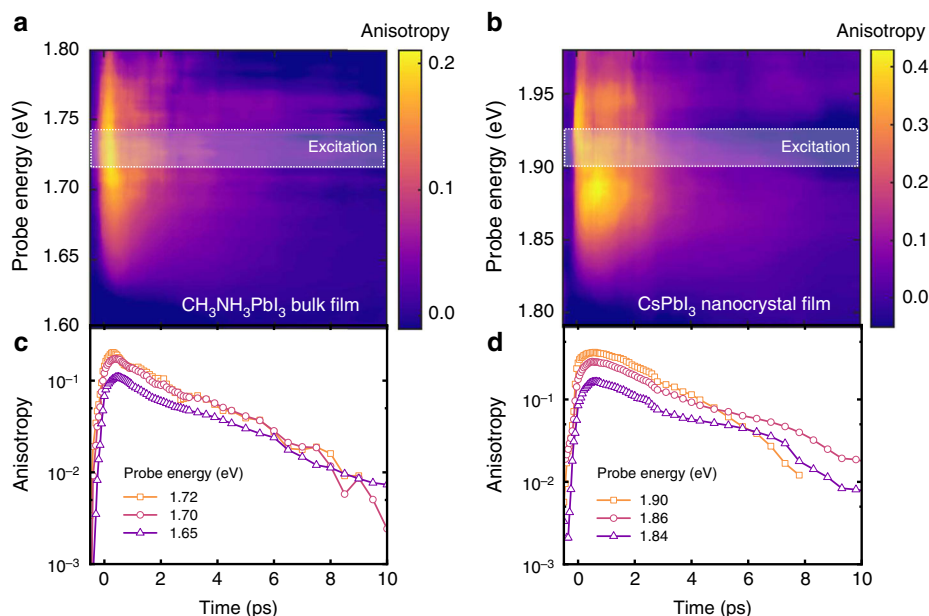 a
Anisotropy
b
Anisotropy
1.80
1.75
1.70
1.65
1.60
Probe energy (eV)
Excitation
CH₃NH₃PbI₃ bulk film
0.2
0.1
0.0
1.95
1.90
1.85
1.80
Probe energy (eV)
Excitation
CsPbI₃ nanocrystal film
0.4
0.3
0.2
0.1
0.0
c
10⁻¹
10⁻²
10⁻³
Anisotropy
Probe energy (eV)
1.72
1.70
1.65
0 2 4 6 8 10
Time (ps)
d
10⁻¹
10⁻²
10⁻³
Anisotropy
Probe energy (eV)
1.90
1.86
1.84
0 2 4 6 8 10
Time (ps)